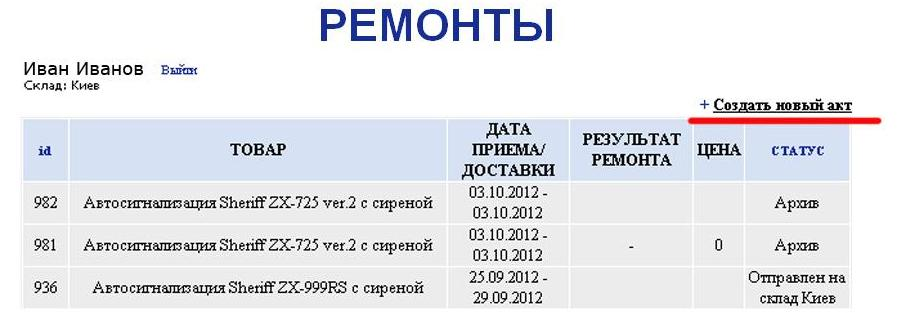 РЕМОНТЫ
Иван Иванов Выйти
Склад: Киев
+ Создать новый акт
id ТОВАР ДАТА ПРИЕМА/ДОСТАВКИ РЕЗУЛЬТАТ РЕМОНТА ЦЕНА СТАТУС
982 Автосигнализация Sheriff ZX-725 ver.2 с сиреной 03.10.2012 - 03.10.2012 Архив
981 Автосигнализация Sheriff ZX-725 ver.2 с сиреной 03.10.2012 - 03.10.2012 - 0 Архив
936 Автосигнализация Sheriff ZX-999RS с сиреной 25.09.2012 - 29.09.2012 Отправлен на склад Киев